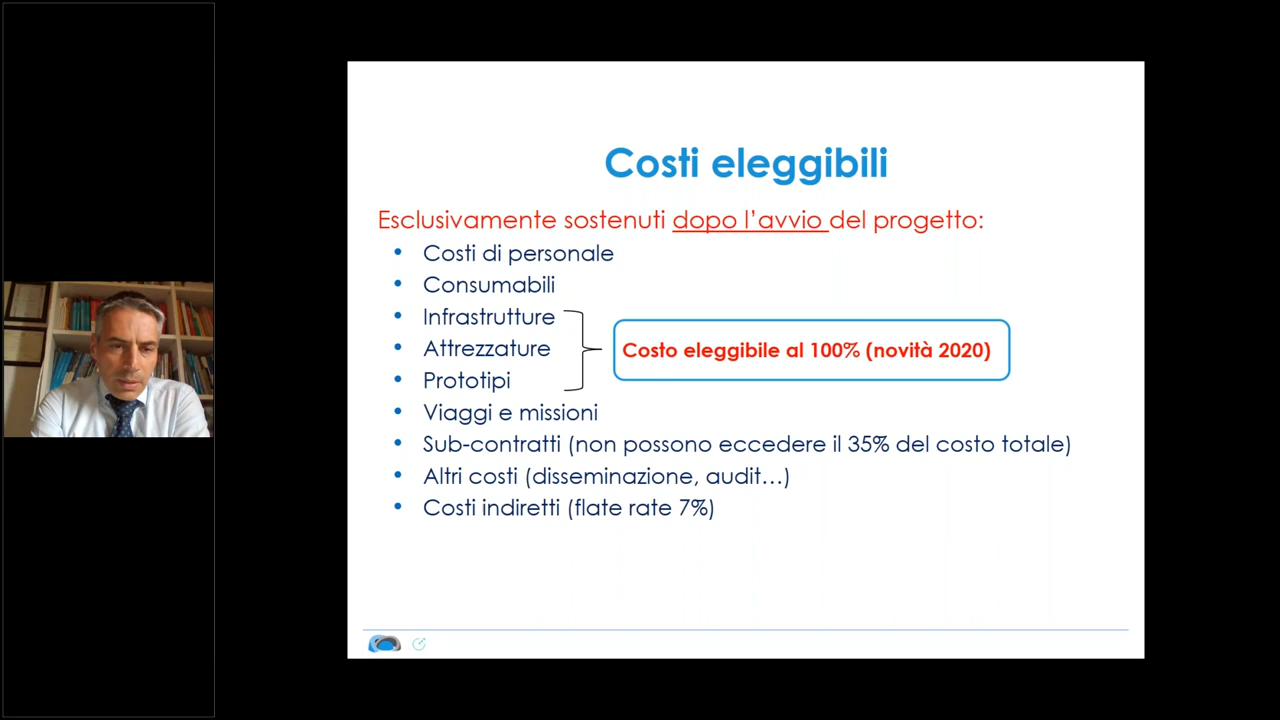 Costi eleggibili
Esclusivamente sostenuti dopo l’avvio del progetto:
• Costi di personale
• Consumabili
• Infrastrutture
• Attrezzature
• Prototipi
Costo eleggibile al 100% (novità 2020)
• Viaggi e missioni
• Sub-contratti (non possono eccedere il 35% del costo totale)
• Altri costi (disseminazione, audit…)
• Costi indiretti (flate rate 7%)